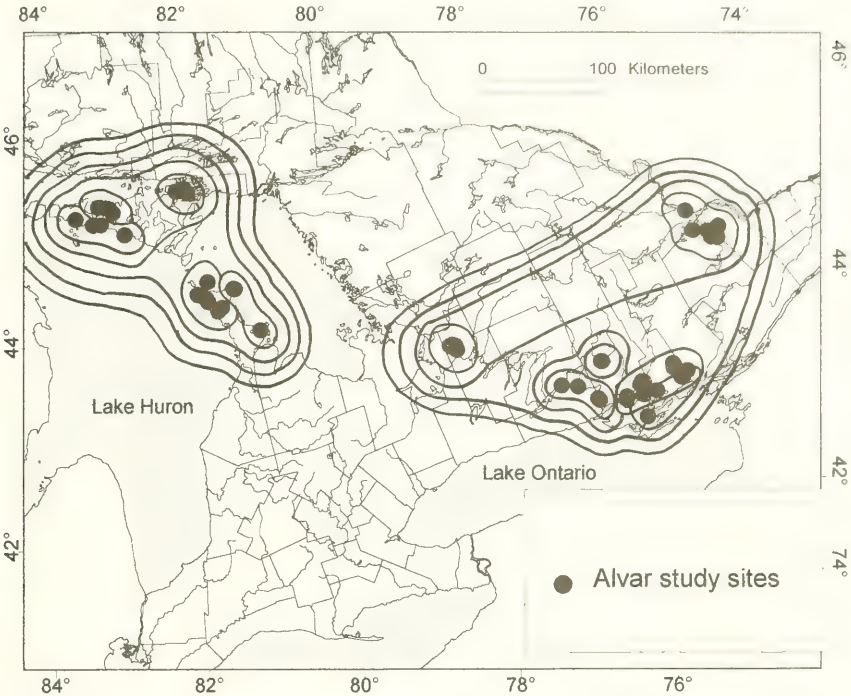 84° 82° 80 78° 76° 74°
46°
0 100 Kilometers
46°
44°
44°
Lake Huron
Lake Ontario
42°
42°
Alvar study sites
74°
84° 82 80 78° 76°